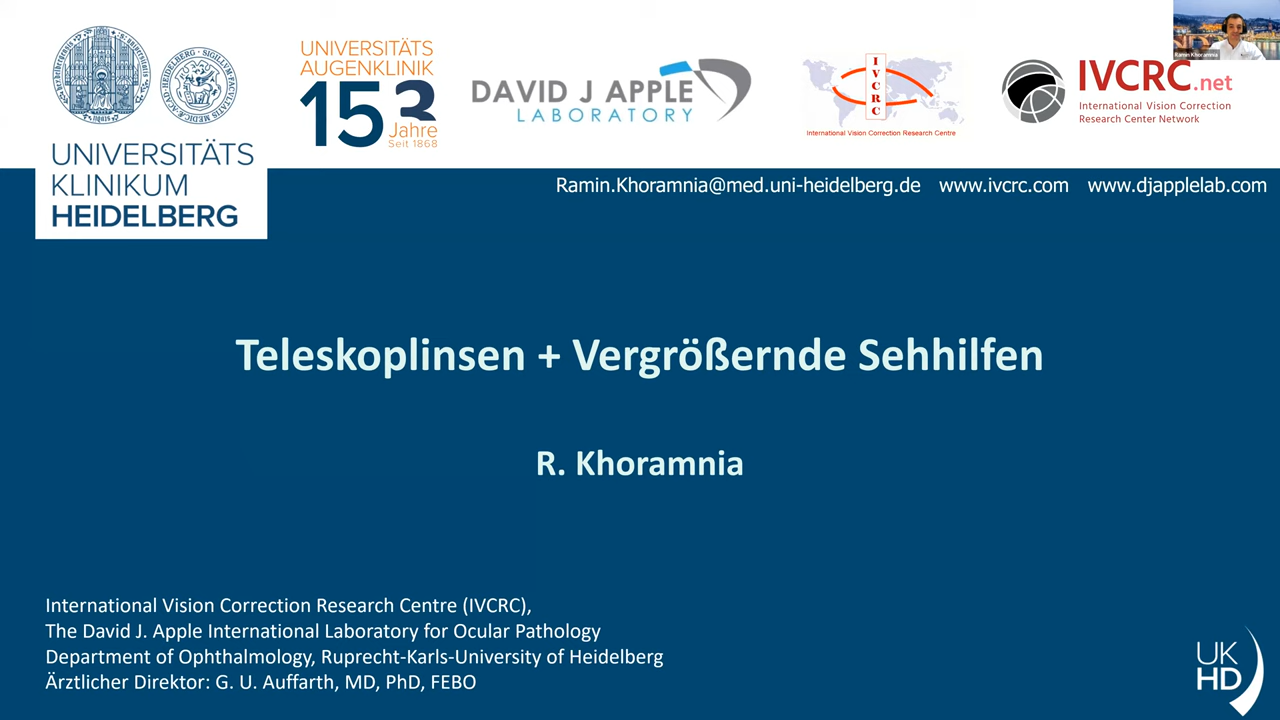 UNIVERSITÄTS
KLINIKUM
HEIDELBERG
UNIVERSITÄTS
AUGENKLINIK
153
Jahre
Seit 1868
DAVID J APPLE
LABORATORY
IVCRC
International Vision Correction Research Centre
IVCRC.net
International Vision Correction
Research Center Network
Ramin Khoramnia
Ramin.Khoramnia@med.uni-heidelberg.de www.ivcrc.com www.djapplelab.com
Teleskoplinsen + Vergrößernde Sehhilfen
R. Khoramnia
International Vision Correction Research Centre (IVCRC),
The David J. Apple International Laboratory for Ocular Pathology
Department of Ophthalmology, Ruprecht-Karls-University of Heidelberg
Ärztlicher Direktor: G. U. Auffarth, MD, PhD, FEBO
UK
HD